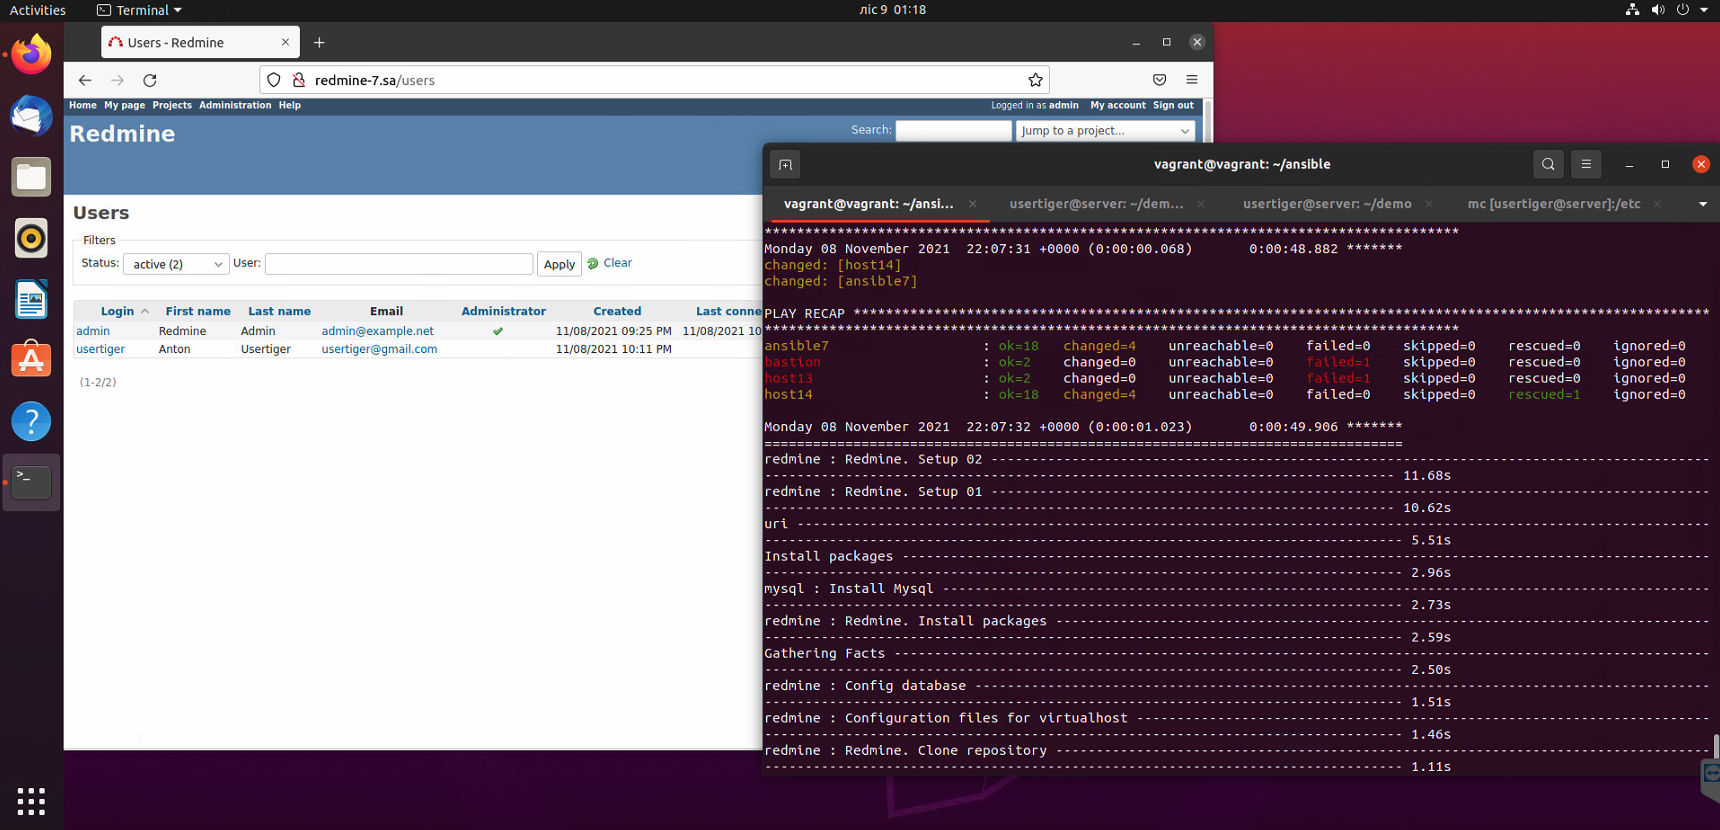 Activities Terminal ліс 9 01:18
Users - Redmine
redmine-7.sa/users
Home My page Projects Administration Help Logged in as admin My account Sign out
Redmine
Search: Jump to a project...
Users
Filters
Status: active (2) User: Apply Clear
Login First name Last name Email Administrator Created Last conne
admin Redmine Admin admin@example.net 11/08/2021 09:25 PM 11/08/2021 10
usertiger Anton Usertiger usertiger@gmail.com 11/08/2021 10:11 PM
(1-2/2)
vagrant@vagrant: ~/ansible
vagrant@vagrant: ~/ansi... usertiger@server: ~/dem... usertiger@server: ~/demo mc [usertiger@server]:/etc
**************************************************************************************
Monday 08 November 2021  22:07:31 +0000 (0:00:00.068)       0:00:48.882 *******
changed: [host14]
changed: [ansible7]
PLAY RECAP **********************************************************************************************************
**************************************************************************************
ansible7                   : ok=18   changed=4    unreachable=0    failed=0    skipped=0    rescued=0    ignored=0
bastion                    : ok=2    changed=0    unreachable=0    failed=1    skipped=0    rescued=0    ignored=0
host13                     : ok=2    changed=0    unreachable=0    failed=1    skipped=0    rescued=0    ignored=0
host14                     : ok=18   changed=4    unreachable=0    failed=0    skipped=0    rescued=1    ignored=0
Monday 08 November 2021  22:07:32 +0000 (0:00:01.023)       0:00:49.906 *******
===============================================================================
redmine : Redmine. Setup 02 -----------------------------------------------------------------------------------------
------------------------------------------------------------------------------ 11.68s
redmine : Redmine. Setup 01 -----------------------------------------------------------------------------------------
------------------------------------------------------------------------------ 10.62s
uri -----------------------------------------------------------------------------------------------------------------
------------------------------------------------------------------------------- 5.51s
Install packages ----------------------------------------------------------------------------------------------------
------------------------------------------------------------------------------- 2.96s
mysql : Install Mysql -----------------------------------------------------------------------------------------------
------------------------------------------------------------------------------- 2.73s
redmine : Redmine. Install packages ---------------------------------------------------------------------------------
------------------------------------------------------------------------------- 2.59s
Gathering Facts -----------------------------------------------------------------------------------------------------
------------------------------------------------------------------------------- 2.50s
redmine : Config database -------------------------------------------------------------------------------------------
------------------------------------------------------------------------------- 1.51s
redmine : Configuration files for virtualhost -----------------------------------------------------------------------
------------------------------------------------------------------------------- 1.46s
redmine : Redmine. Clone repository ---------------------------------------------------------------------------------
------------------------------------------------------------------------------- 1.11s